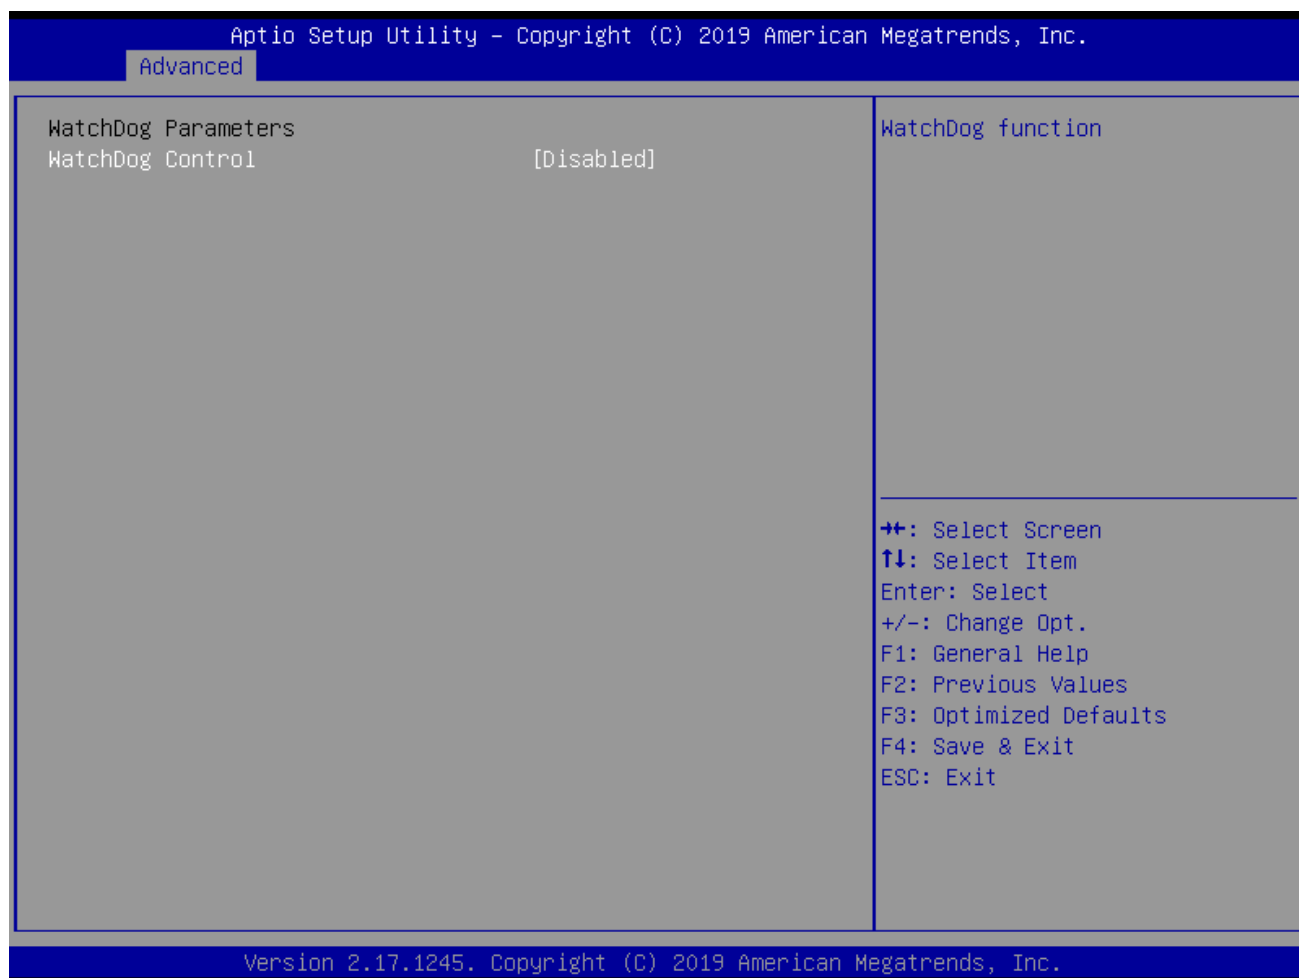 Aptio Setup Utility – Copyright (C) 2019 American Megatrends, Inc.
Advanced
WatchDog Parameters
WatchDog Control [Disabled]
WatchDog function
→←: Select Screen
↑↓: Select Item
Enter: Select
+/-: Change Opt.
F1: General Help
F2: Previous Values
F3: Optimized Defaults
F4: Save & Exit
ESC: Exit
Version 2.17.1245. Copyright (C) 2019 American Megatrends, Inc.